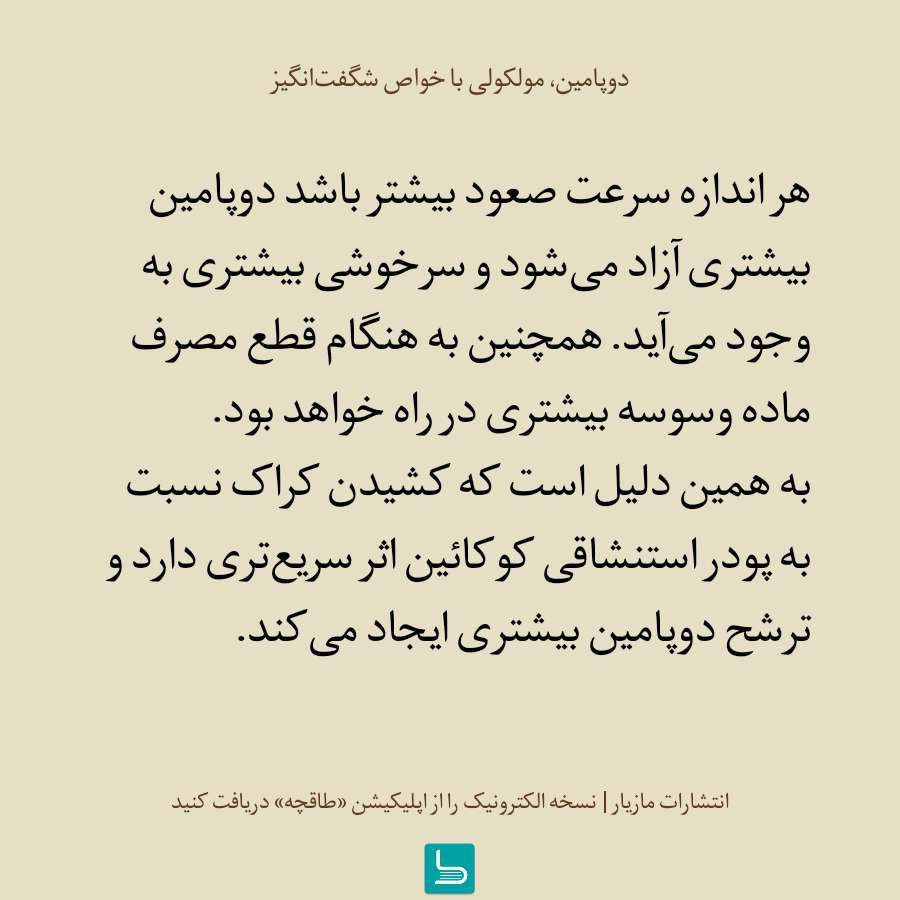 دوپامین، مولکولی با خواص شگفت‌انگیز
هر اندازه سرعت صعود بیشتر باشد دوپامین
بیشتری آزاد می‌شود و سرخوشی بیشتری به
وجود می‌آید. همچنین به هنگام قطع مصرف
ماده وسوسه بیشتری در راه خواهد بود.
به همین دلیل است که کشیدن کراک نسبت
به پودر استنشاقی کوکائین اثر سریع‌تری دارد و
ترشح دوپامین بیشتری ایجاد می‌کند.
انتشارات مازیار | نسخه الکترونیک را از اپلیکیشن «طاقچه» دریافت کنید